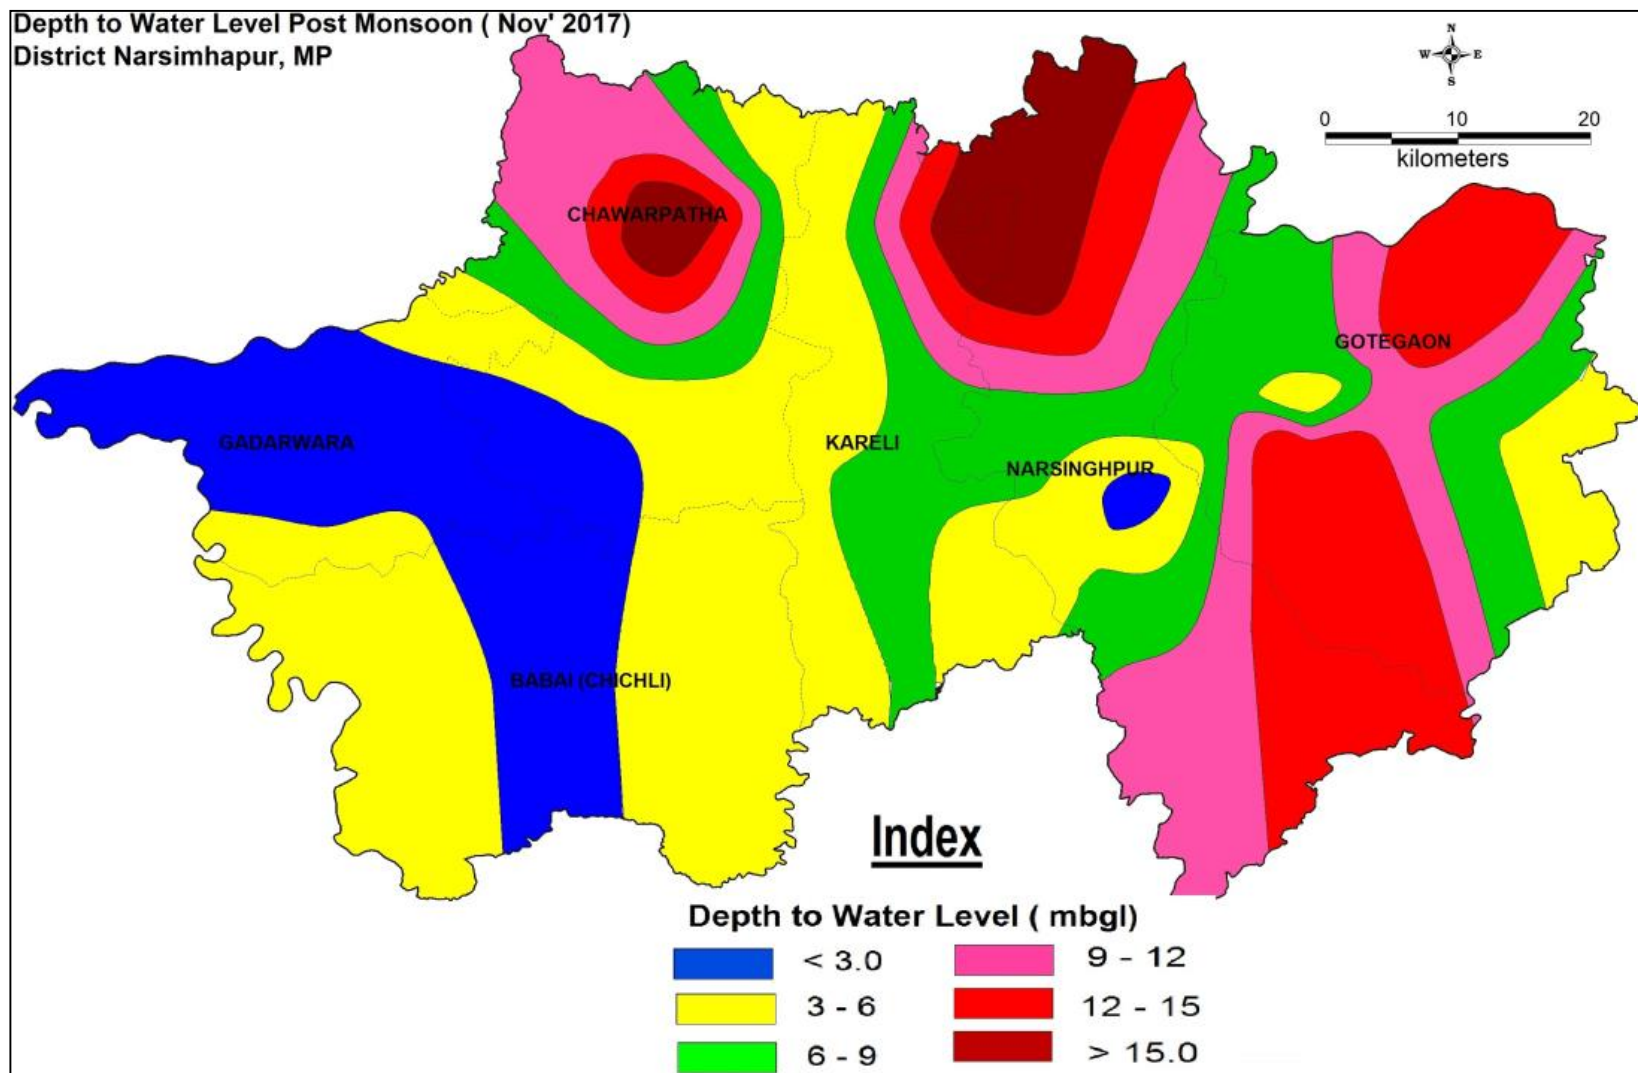 Depth to Water Level Post Monsoon ( Nov' 2017)
District Narsimhapur, MP
N
W E
S
0 10 20
kilometers
CHAWARPATHA
GOTEGAON
GADARWARA
KARELI
NARSINGHPUR
BABAI (CHICHLI)
Index
Depth to Water Level ( mbgl)
< 3.0
9 - 12
3 - 6
12 - 15
6 - 9
> 15.0